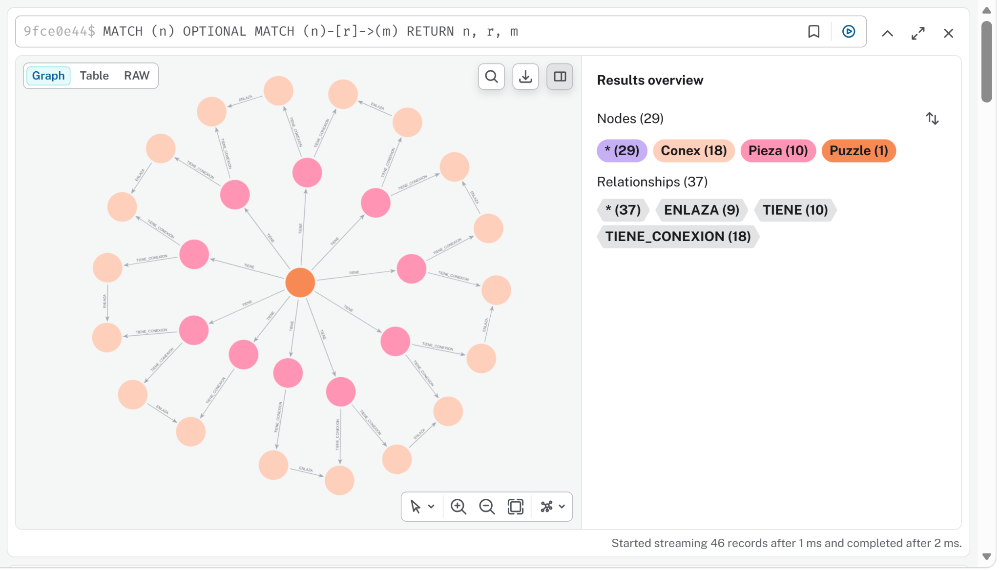 9fce0e44$ MATCH (n) OPTIONAL MATCH (n)-[r]->(m) RETURN n, r, m
Graph Table RAW
ENLAZA
ENLAZA
TIENE_CONEXION
TIENE_CONEXION
TIENE_CONEXION
TIENE_CONEXION
TIENE_CONEXION
ENLAZA
TIENE_CONEXION
ENLAZA
TIENE_CONEXION
TIENE
TIENE
TIENE
TIENE_CONEXION
TIENE_CONEXION
TIENE
TIENE
TIENE_CONEXION
ENLAZA
TIENE
TIENE
TIENE
TIENE
TIENE
ENLAZA
TIENE_CONEXION
TIENE_CONEXION
TIENE_CONEXION
TIENE_CONEXION
TIENE_CONEXION
ENLAZA
TIENE_CONEXION
TIENE_CONEXION
TIENE_CONEXION
ENLAZA
ENLAZA
Results overview
Nodes (29)
* (29) Conex (18) Pieza (10) Puzzle (1)
Relationships (37)
* (37) ENLAZA (9) TIENE (10)
TIENE_CONEXION (18)
Started streaming 46 records after 1 ms and completed after 2 ms.